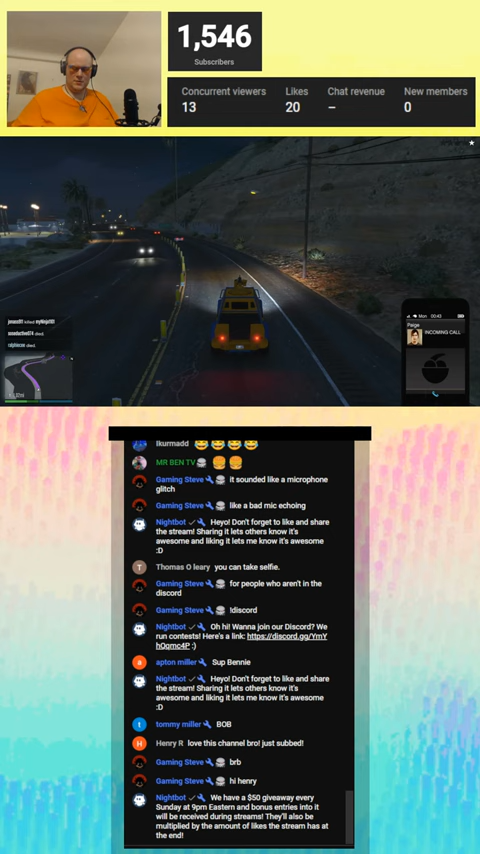 1,546
Subscribers
Concurrent viewers Likes Chat revenue New members
13 20 – 0
Mon 00:43
Paige
INCOMING CALL
killed
died.
died.
lkurmadd
MR BEN TV
Gaming Steve it sounded like a microphone
glitch
Gaming Steve like a bad mic echoing
Nightbot Heyo! Don't forget to like and share
the stream! Sharing it lets others know it's
awesome and liking it lets me know it's awesome
:D
T Thomas O leary you can take selfie.
Gaming Steve for people who aren't in the
discord
Gaming Steve !discord
Nightbot Oh hi! Wanna join our Discord? We
run contests! Here's a link: https://discord.gg/YmY
hQqmc4P :)
a apton miller Sup Bennie
Nightbot Heyo! Don't forget to like and share
the stream! Sharing it lets others know it's
awesome and liking it lets me know it's awesome
:D
t tommy miller BOB
H Henry R love this channel bro! just subbed!
Gaming Steve brb
Gaming Steve hi henry
Nightbot We have a $50 giveaway every
Sunday at 9pm Eastern and bonus entries into it
will be received during streams! They'll also be
multiplied by the amount of likes the stream has at
the end!